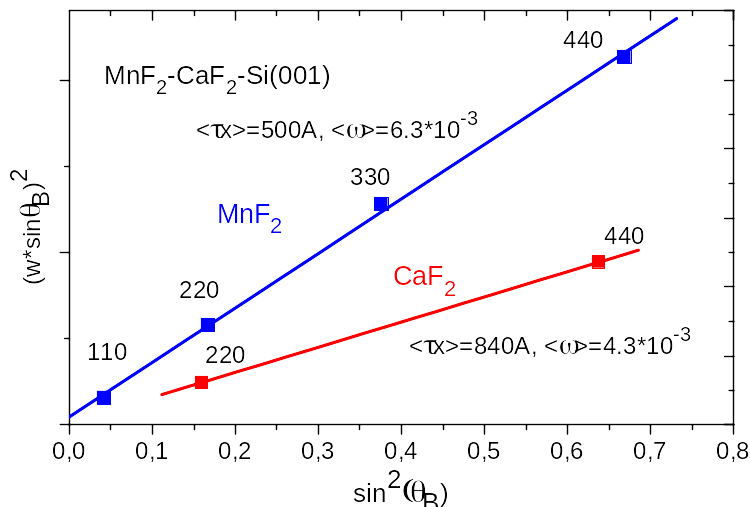 440
MnF2-CaF2-Si(001)
<τx>=500A, <ω>=6.3*10-3
330
MnF2
440
CaF2
220
<τx>=840A, <ω>=4.3*10-3
110
220
(w*sinθB)2
0,0 0,1 0,2 0,3 0,4 0,5 0,6 0,7 0,8
sin2(θB)